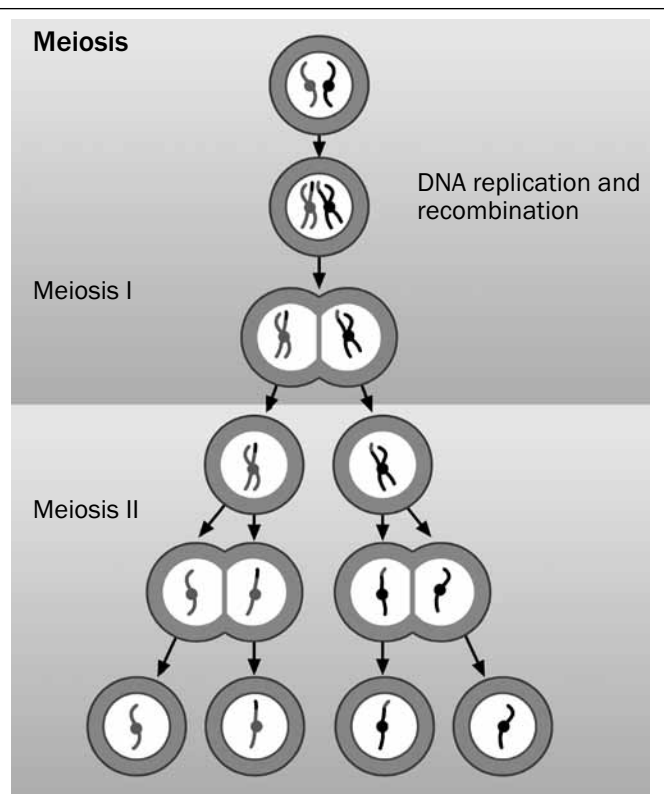 Meiosis
DNA replication and
recombination
Meiosis I
Meiosis II